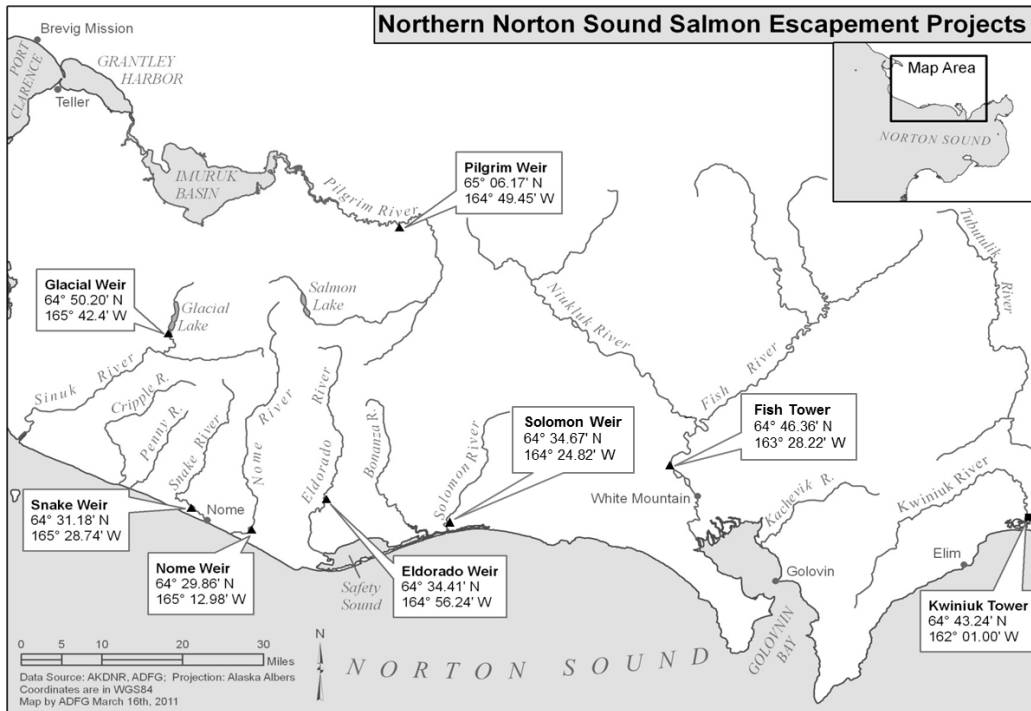 Northern Norton Sound Salmon Escapement Projects
Brevig Mission
PORT
CLARENCE
GRANTLEY
HARBOR
Teller
Map Area
NORTON SOUND
IMURUK
BASIN
Pilgrim River
Pilgrim Weir
65° 06.17' N
164° 49.45' W
Tubutulik
River
Glacial Weir
64° 50.20' N
165° 42.4' W
Glacial
Lake
Salmon
Lake
Niukluk River
Sinuk River
Cripple R.
Penny R.
Snake River
Nome River
Eldorado River
Bonanza R.
Solomon River
Fish River
Solomon Weir
64° 34.67' N
164° 24.82' W
Fish Tower
64° 46.36' N
163° 28.22' W
White Mountain
Kachevik R.
Kwiniuk River
Snake Weir
64° 31.18' N
165° 28.74' W
Nome
Nome Weir
64° 29.86' N
165° 12.98' W
Safety
Sound
Eldorado Weir
64° 34.41' N
164° 56.24' W
Golovin
Elim
GOLOVNIN
BAY
Kwiniuk Tower
64° 43.24' N
162° 01.00' W
NORTON SOUND
N
0 5 10 20 30
Miles
Data Source: AKDNR, ADFG; Projection: Alaska Albers
Coordinates are in WGS84
Map by ADFG March 16th, 2011